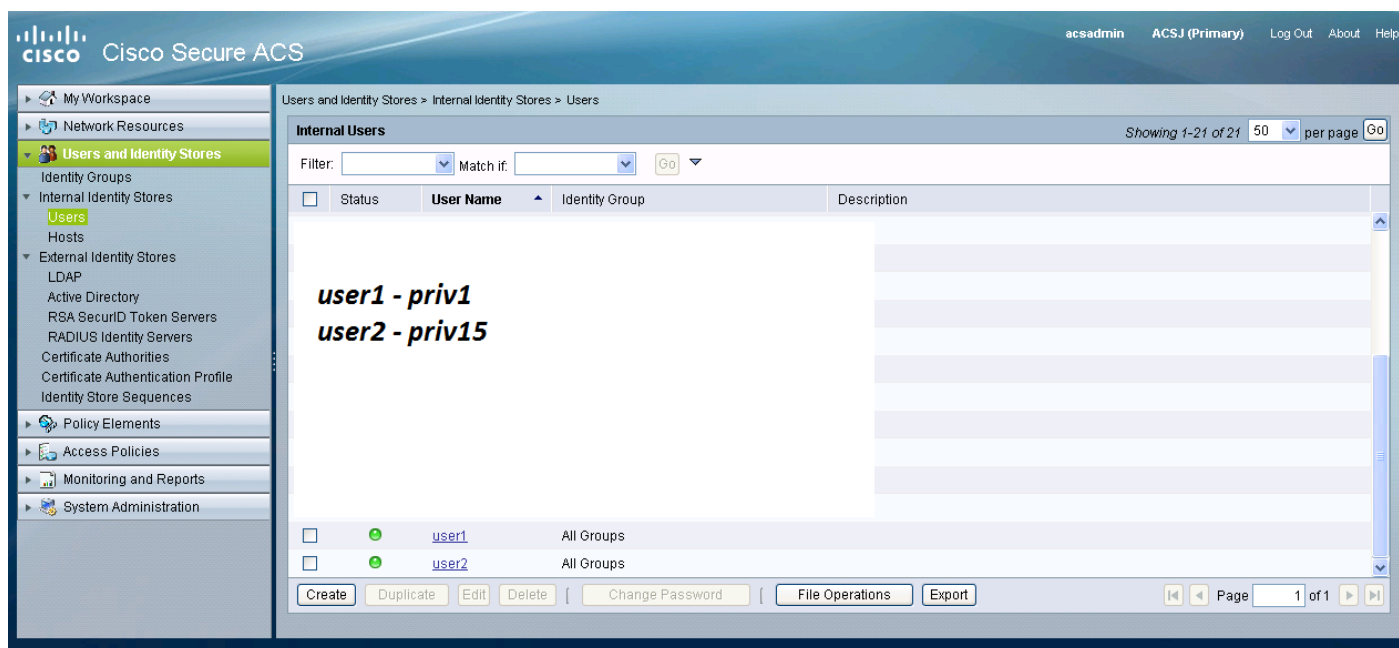 CISCO Cisco Secure ACS
acsadmin ACSJ (Primary) Log Out About Help
My Workspace
Network Resources
Users and Identity Stores
Identity Groups
Internal Identity Stores
Users
Hosts
External Identity Stores
LDAP
Active Directory
RSA SecurID Token Servers
RADIUS Identity Servers
Certificate Authorities
Certificate Authentication Profile
Identity Store Sequences
Policy Elements
Access Policies
Monitoring and Reports
System Administration
Users and Identity Stores > Internal Identity Stores > Users
Internal Users Showing 1-21 of 21 50 per page Go
Filter: Match if: Go
Status User Name Identity Group Description
user1 - priv1
user2 - priv15
user1 All Groups
user2 All Groups
Create Duplicate Edit Delete | Change Password | File Operations Export Page 1 of 1